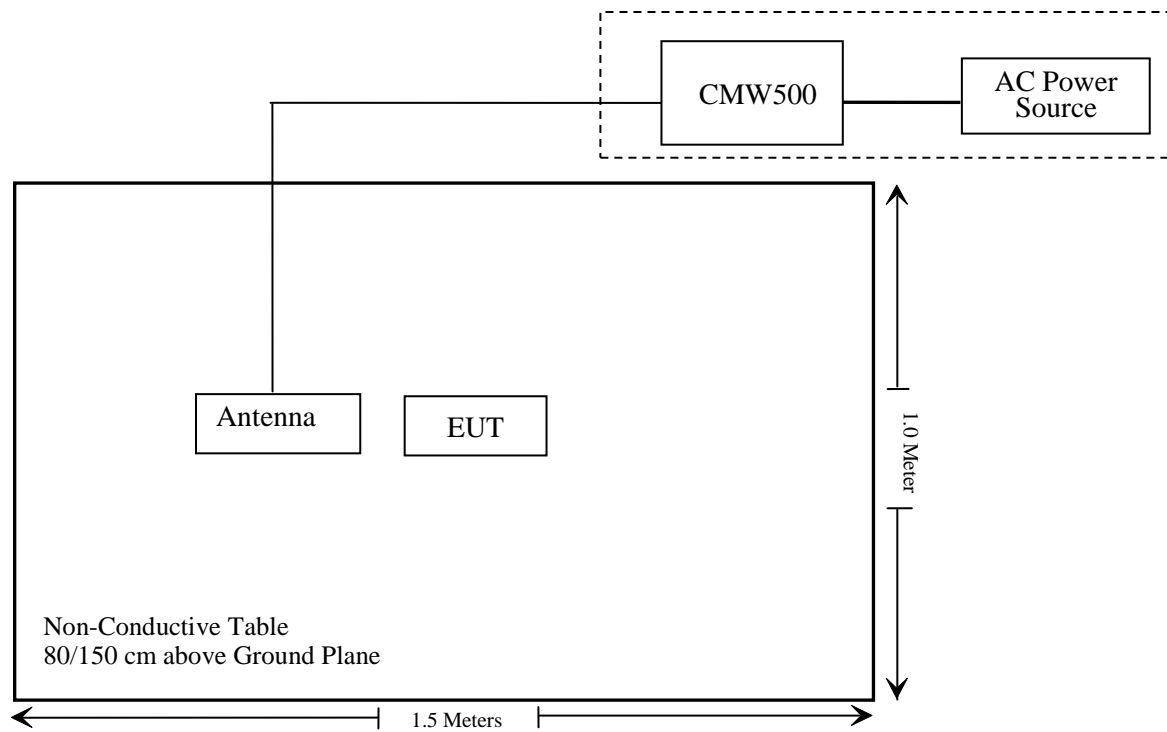 CMW500
AC Power
Source
Antenna
EUT
1.0 Meter
Non-Conductive Table
80/150 cm above Ground Plane
1.5 Meters